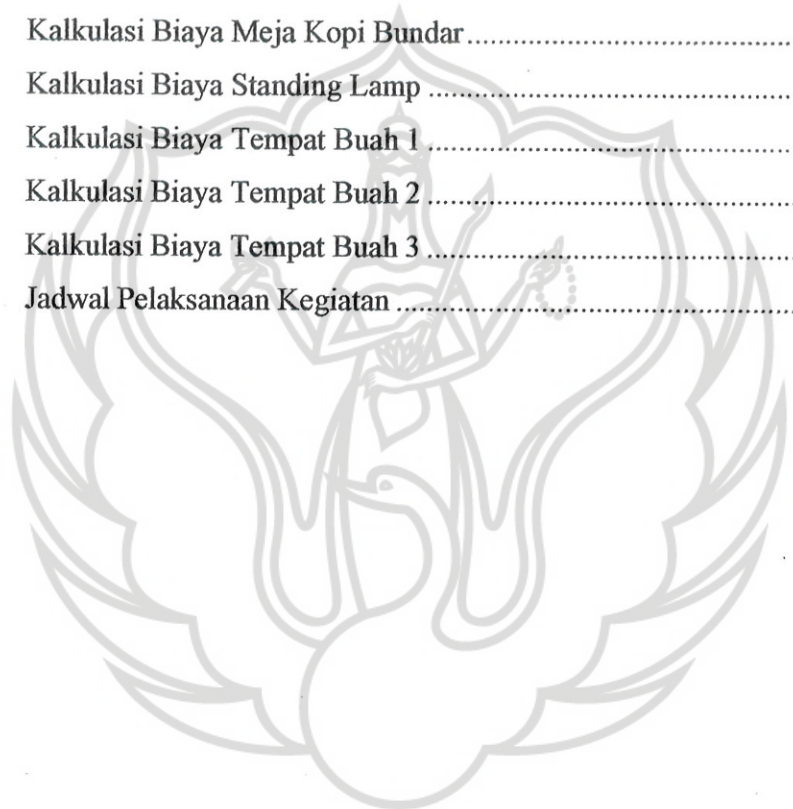 Kalkulasi Biaya Meja Kopi Bundar.......................................
Kalkulasi Biaya Standing Lamp ............................................
Kalkulasi Biaya Tempat Buah 1 ............................................
Kalkulasi Biaya Tempat Buah 2 ............................................
Kalkulasi Biaya Tempat Buah 3 ............................................
Jadwal Pelaksanaan Kegiatan ................................................